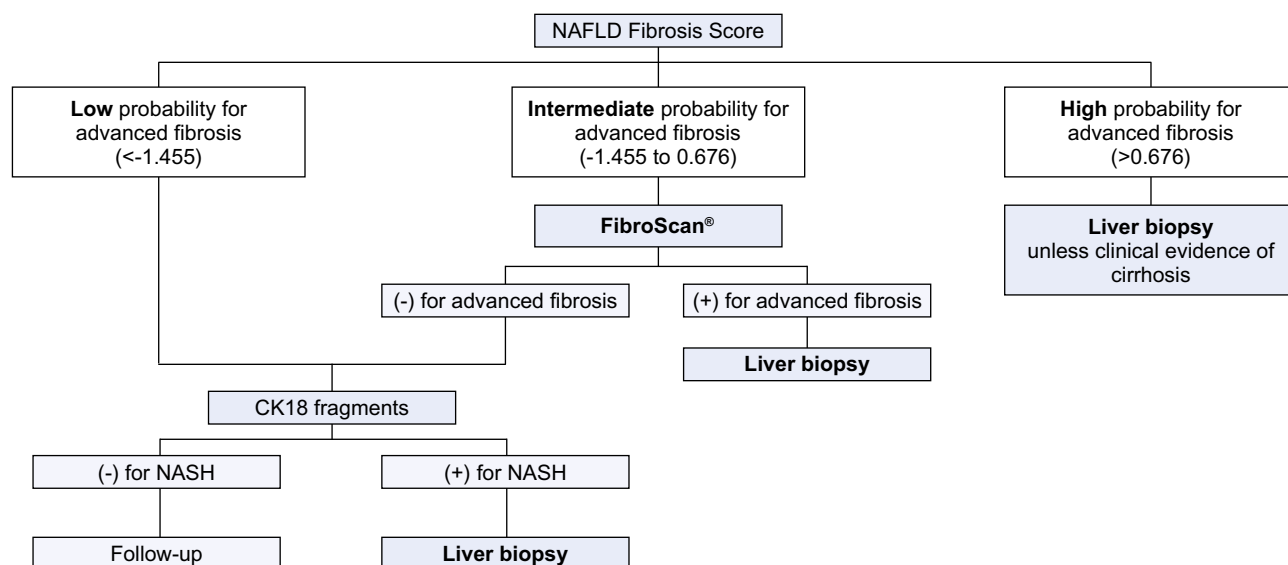 NAFLD Fibrosis Score
Low probability for
advanced fibrosis
(<-1.455)
Intermediate probability for
advanced fibrosis
(-1.455 to 0.676)
High probability for
advanced fibrosis
(>0.676)
FibroScan®
Liver biopsy
unless clinical evidence of
cirrhosis
(-) for advanced fibrosis
(+) for advanced fibrosis
Liver biopsy
CK18 fragments
(-) for NASH
(+) for NASH
Follow-up
Liver biopsy